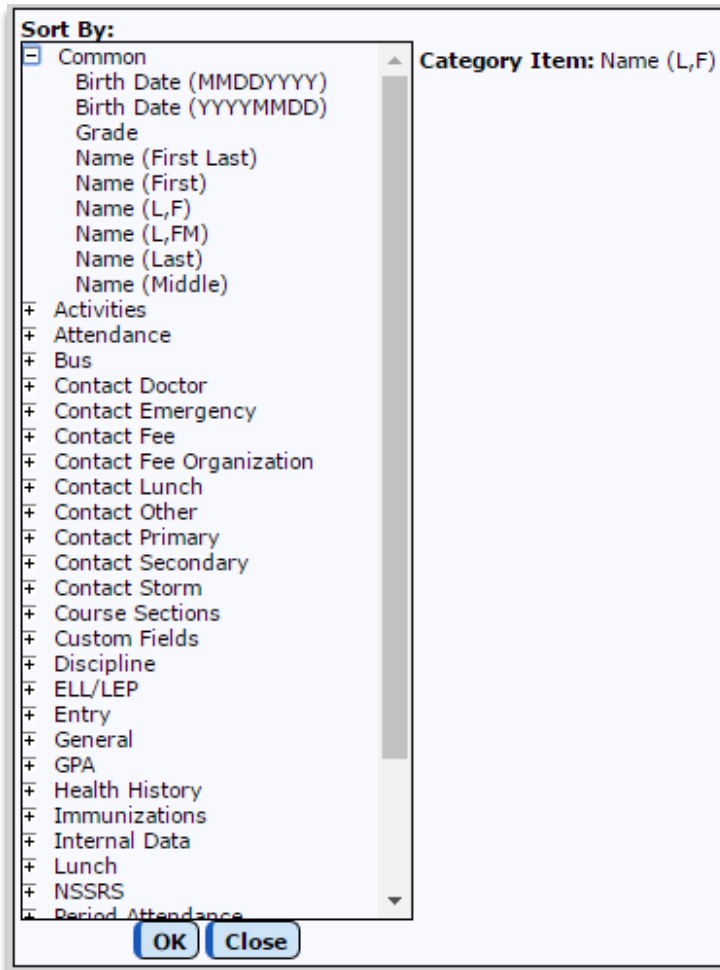 Sort By:
Common
Birth Date (MMDDYYYY)
Birth Date (YYYYMMDD)
Grade
Name (First Last)
Name (First)
Name (L,F)
Name (L,FM)
Name (Last)
Name (Middle)
Activities
Attendance
Bus
Contact Doctor
Contact Emergency
Contact Fee
Contact Fee Organization
Contact Lunch
Contact Other
Contact Primary
Contact Secondary
Contact Storm
Course Sections
Custom Fields
Discipline
ELL/LEP
Entry
General
GPA
Health History
Immunizations
Internal Data
Lunch
NSSRS
Period Attendance
Category Item: Name (L,F)
OK Close